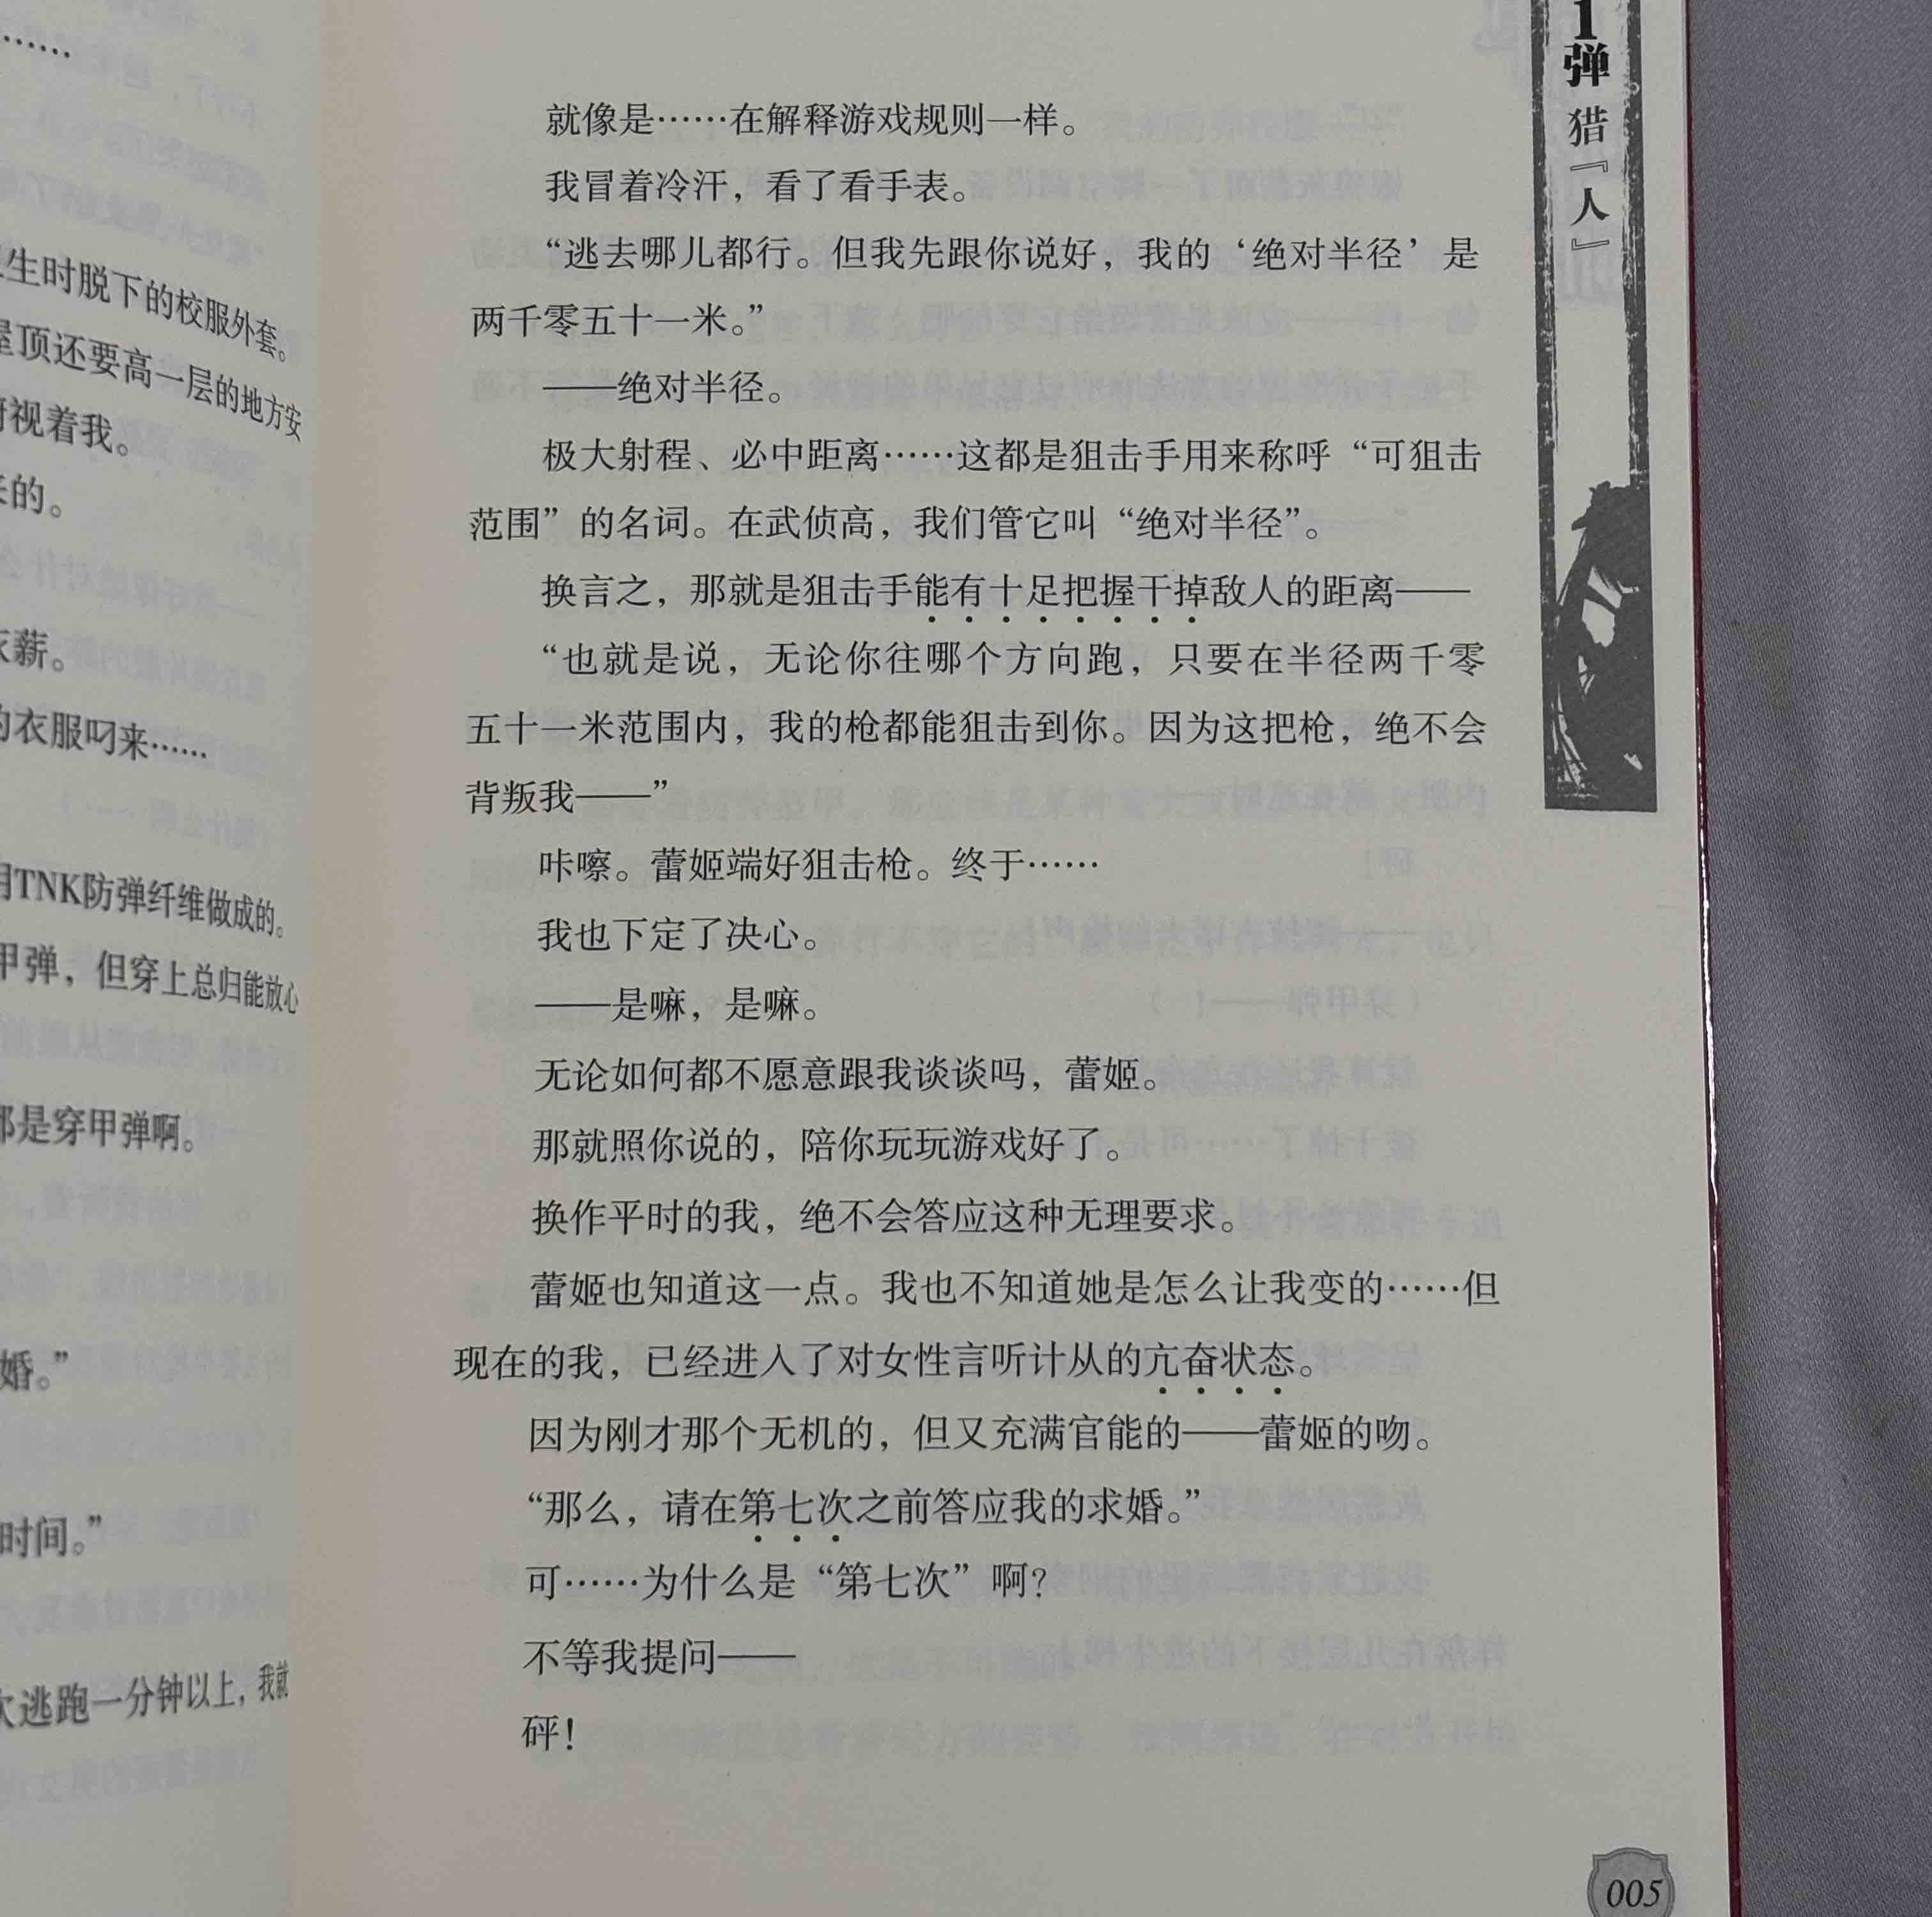 ……
生时脱下的校服外套。
屋顶还要高一层的地方安
俯视着我。
的。
薪。
的衣服叼来……
用TNK防弹纤维做成的。
甲弹，但穿上总归能放心
那是穿甲弹啊。
婚。”
时间。”
次逃跑一分钟以上，我就
1弹 猎『人』
就像是……在解释游戏规则一样。
我冒着冷汗，看了看手表。
“逃去哪儿都行。但我先跟你说好，我的‘绝对半径’是
两千零五十一米。”
——绝对半径。
极大射程、必中距离……这都是狙击手用来称呼“可狙击
范围”的名词。在武侦高，我们管它叫“绝对半径”。
换言之，那就是狙击手能有十足把握干掉敌人的距离——
“也就是说，无论你往哪个方向跑，只要在半径两千零
五十一米范围内，我的枪都能狙击到你。因为这把枪，绝不会
背叛我——”
咔嚓。蕾姬端好狙击枪。终于……
我也下定了决心。
——是嘛，是嘛。
无论如何都不愿意跟我谈谈吗，蕾姬。
那就照你说的，陪你玩玩游戏好了。
换作平时的我，绝不会答应这种无理要求。
蕾姬也知道这一点。我也不知道她是怎么让我变的……但
现在的我，已经进入了对女性言听计从的亢奋状态。
因为刚才那个无机的，但又充满官能的——蕾姬的吻。
“那么，请在第七次之前答应我的求婚。”
可……为什么是“第七次”啊？
不等我提问——
砰！
005